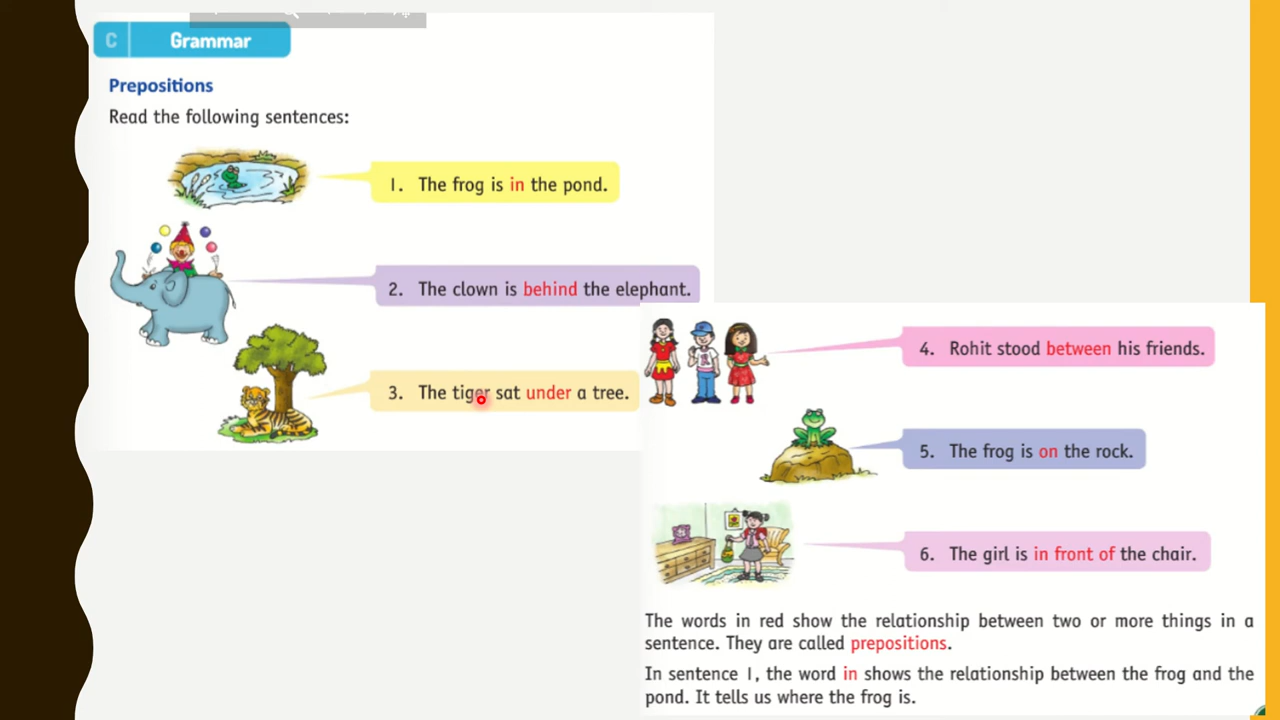 C Grammar
Prepositions
Read the following sentences:
1. The frog is in the pond.
2. The clown is behind the elephant.
3. The tiger sat under a tree.
4. Rohit stood between his friends.
5. The frog is on the rock.
6. The girl is in front of the chair.
The words in red show the relationship between two or more things in a
sentence. They are called prepositions.
In sentence 1, the word in shows the relationship between the frog and the
pond. It tells us where the frog is.